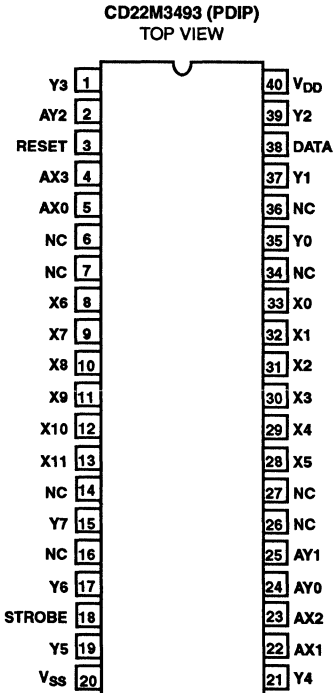 CD22M3493 (PDIP)
TOP VIEW
Y3 1 40 VDD
AY2 2 39 Y2
RESET 3 38 DATA
AX3 4 37 Y1
AX0 5 36 NC
NC 6 35 Y0
NC 7 34 NC
X6 8 33 X0
X7 9 32 X1
X8 10 31 X2
X9 11 30 X3
X10 12 29 X4
X11 13 28 X5
NC 14 27 NC
Y7 15 26 NC
NC 16 25 AY1
Y6 17 24 AY0
STROBE 18 23 AX2
Y5 19 22 AX1
VSS 20 21 Y4